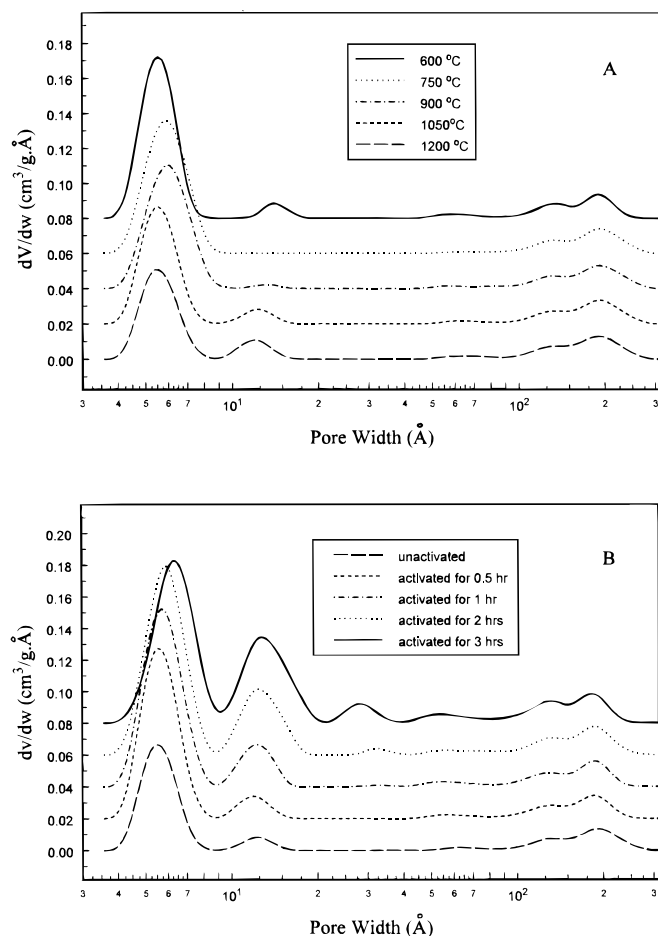 A
600 °C
750 °C
900 °C
1050°C
1200 °C
dV/dw (cm³/g.Å)
0.18
0.16
0.14
0.12
0.10
0.08
0.06
0.04
0.02
0.00
3 4 5 6 7 10¹ 2 3 4 5 6 7 10² 2 3
Pore Width (Å)
B
unactivated
activated for 0.5 hr
activated for 1 hr
activated for 2 hrs
activated for 3 hrs
dv/dw (cm³/g.Å)
0.20
0.18
0.16
0.14
0.12
0.10
0.08
0.06
0.04
0.02
0.00
3 4 5 6 7 10¹ 2 3 4 5 6 7 10² 2 3
Pore Width (Å)